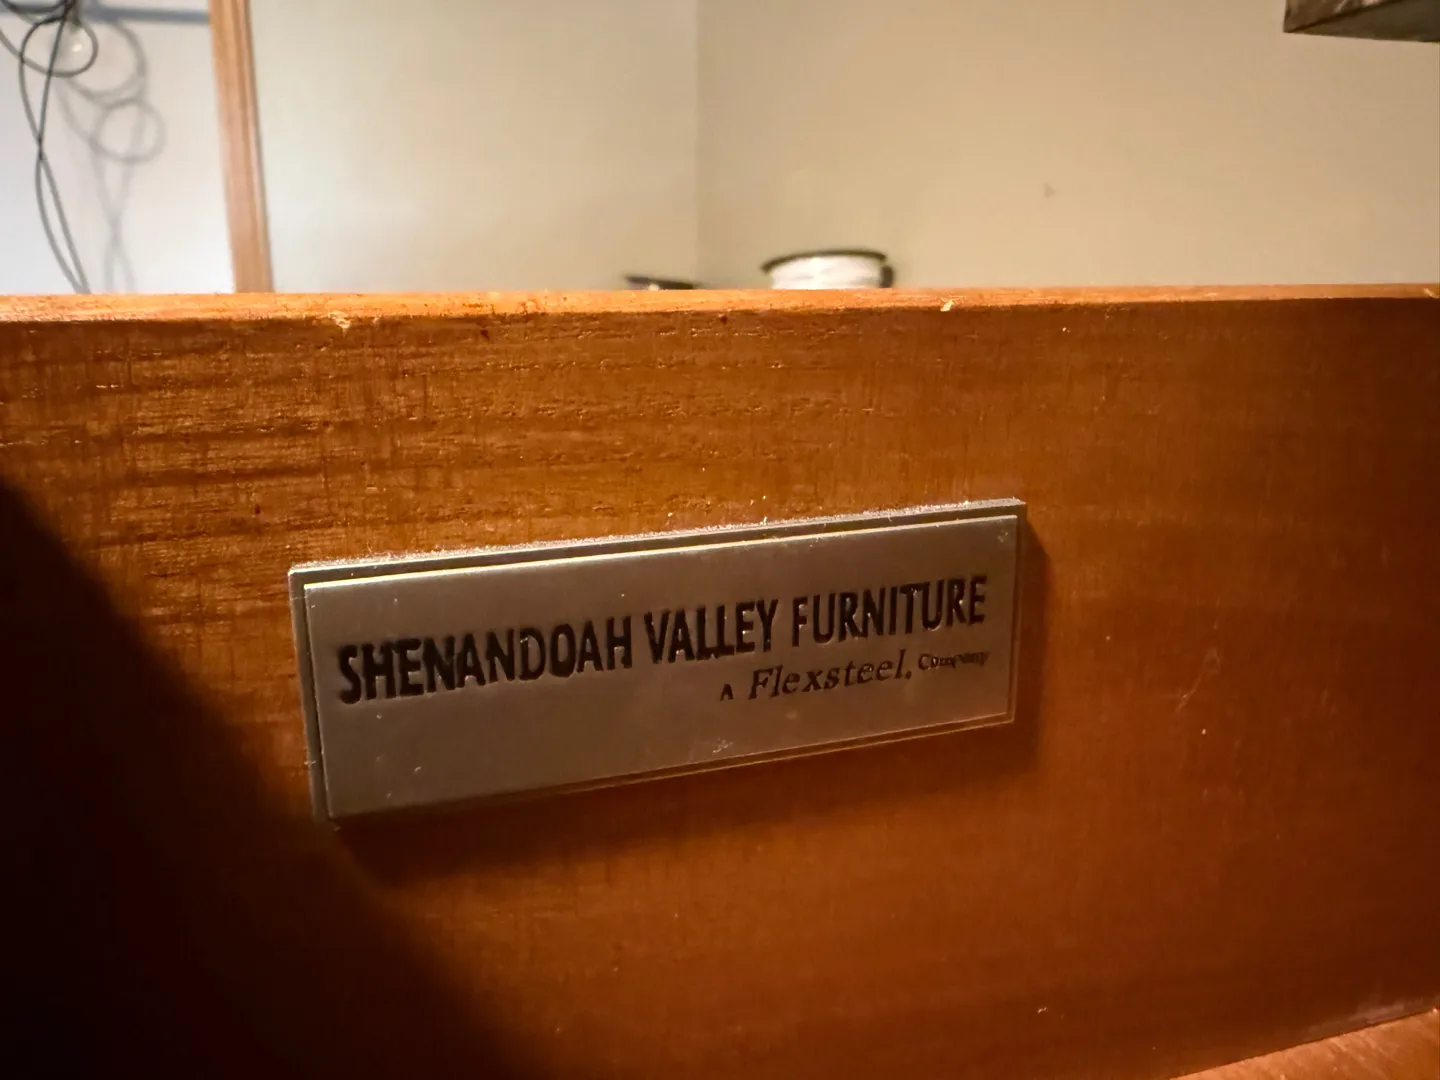 SHENANDOAH VALLEY FURNITURE
A Flexsteel. Company